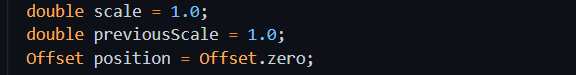 double scale = 1.0;
double previousScale = 1.0;
Offset position = Offset.zero;